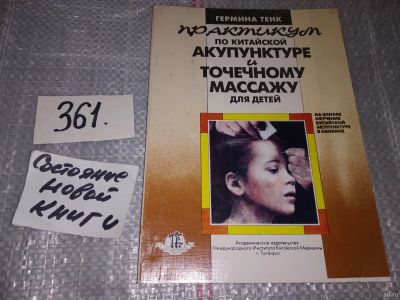 ГЕРМИНА ТЕНК
ПРАКТИКУМ
ПО КИТАЙСКОЙ
АКУПУНКТУРЕ
и
ТОЧЕЧНОМУ
МАССАЖУ
ДЛЯ ДЕТЕЙ
НА ОСНОВЕ
ОБУЧЕНИЯ
КИТАЙСКОЙ
АКУПУНКТУРЕ
В НАНКИНЕ
Академическое издательство
Международного Института Китайской Медицины
г. Таганрог
361.
Состояние
новой
книги